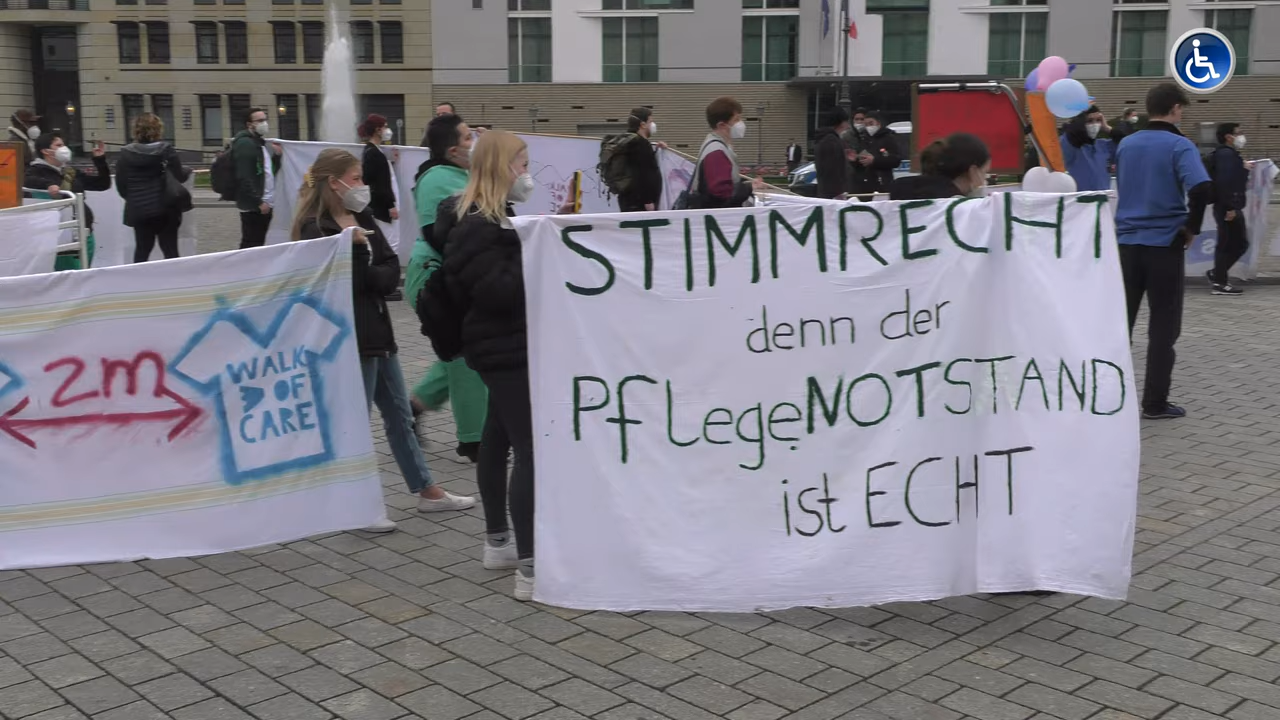 2m
WALK
OF
CARE
STIMMRECHT
denn der
PflegeNOTSTAND
ist ECHT